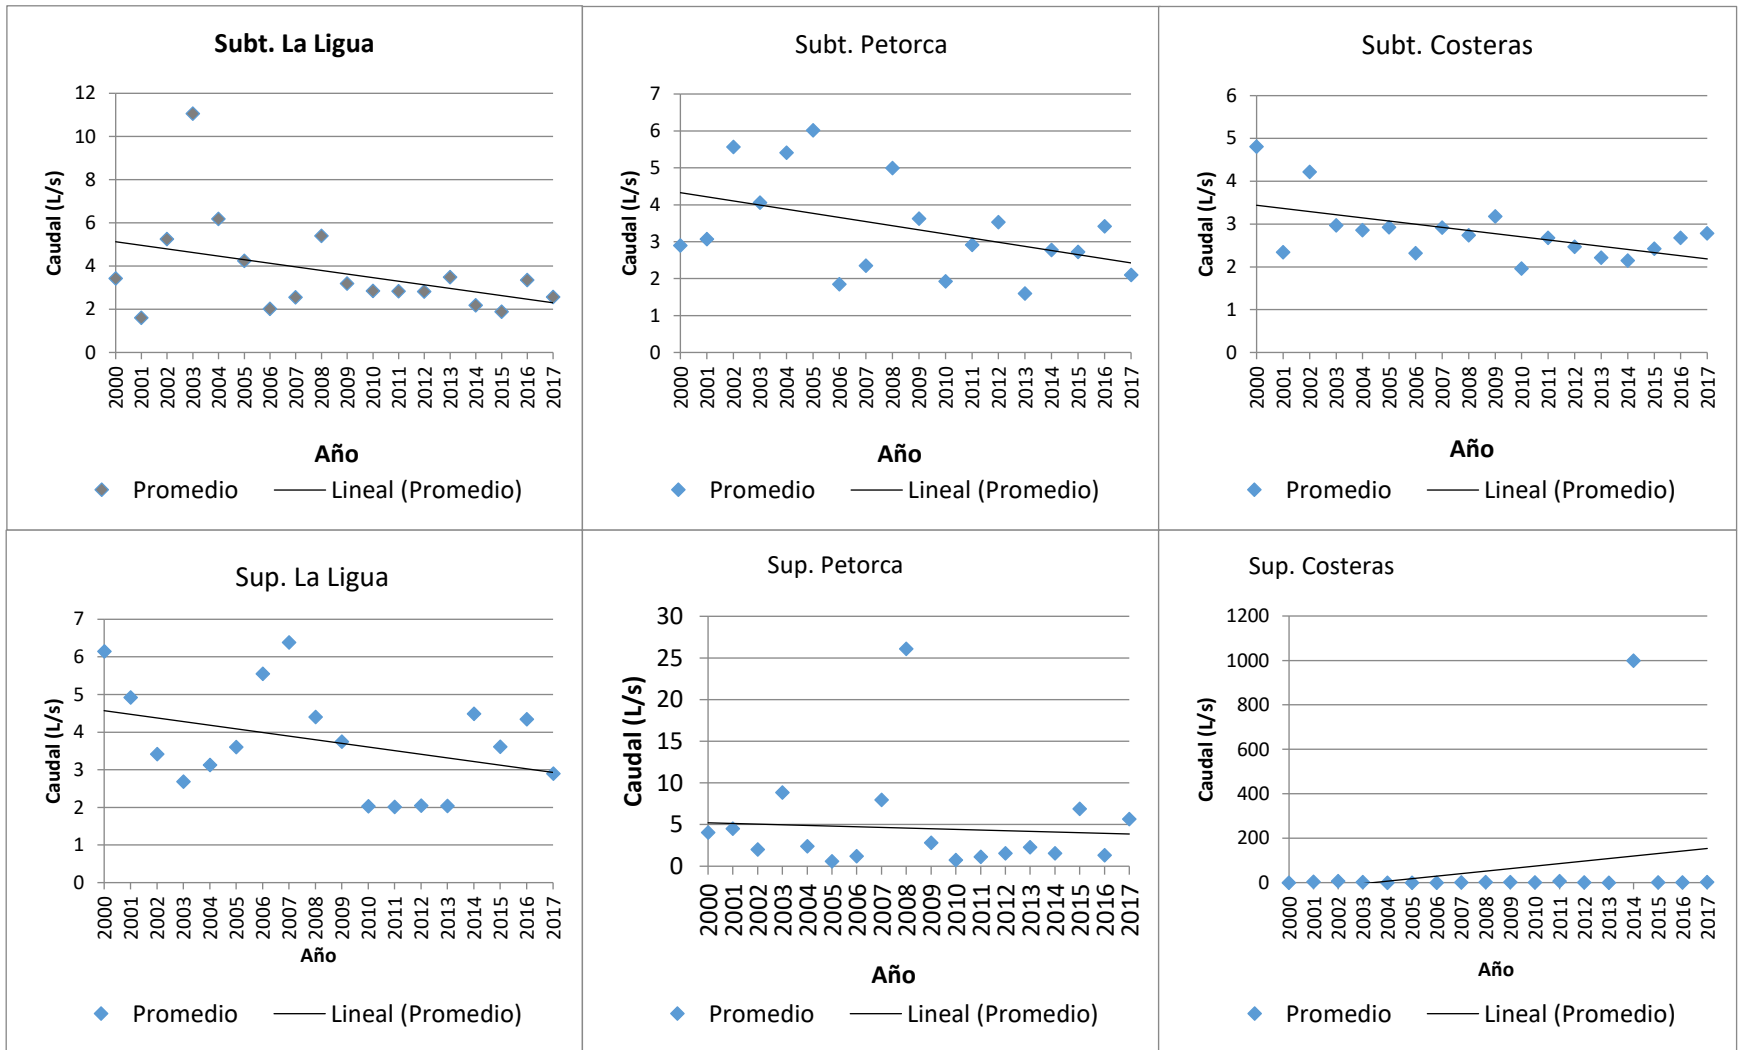 Subt. La Ligua
Caudal (L/s)
12
10
8
6
4
2
0
2000 2001 2002 2003 2004 2005 2006 2007 2008 2009 2010 2011 2012 2013 2014 2015 2016 2017
Año
Promedio Lineal (Promedio)
Subt. Petorca
Caudal (L/s)
7
6
5
4
3
2
1
0
2000 2001 2002 2003 2004 2005 2006 2007 2008 2009 2010 2011 2012 2013 2014 2015 2016 2017
Año
Promedio Lineal (Promedio)
Subt. Costeras
Caudal (L/s)
6
5
4
3
2
1
0
2000 2001 2002 2003 2004 2005 2006 2007 2008 2009 2010 2011 2012 2013 2014 2015 2016 2017
Año
Promedio Lineal (Promedio)
Sup. La Ligua
Caudal (L/s)
7
6
5
4
3
2
1
0
2000 2001 2002 2003 2004 2005 2006 2007 2008 2009 2010 2011 2012 2013 2014 2015 2016 2017
Año
Promedio Lineal (Promedio)
Sup. Petorca
Caudal (L/s)
30
25
20
15
10
5
0
2000 2001 2002 2003 2004 2005 2006 2007 2008 2009 2010 2011 2012 2013 2014 2015 2016 2017
Año
Promedio Lineal (Promedio)
Sup. Costeras
Caudal (L/s)
1200
1000
800
600
400
200
0
2000 2001 2002 2003 2004 2005 2006 2007 2008 2009 2010 2011 2012 2013 2014 2015 2016 2017
Año
Promedio Lineal (Promedio)